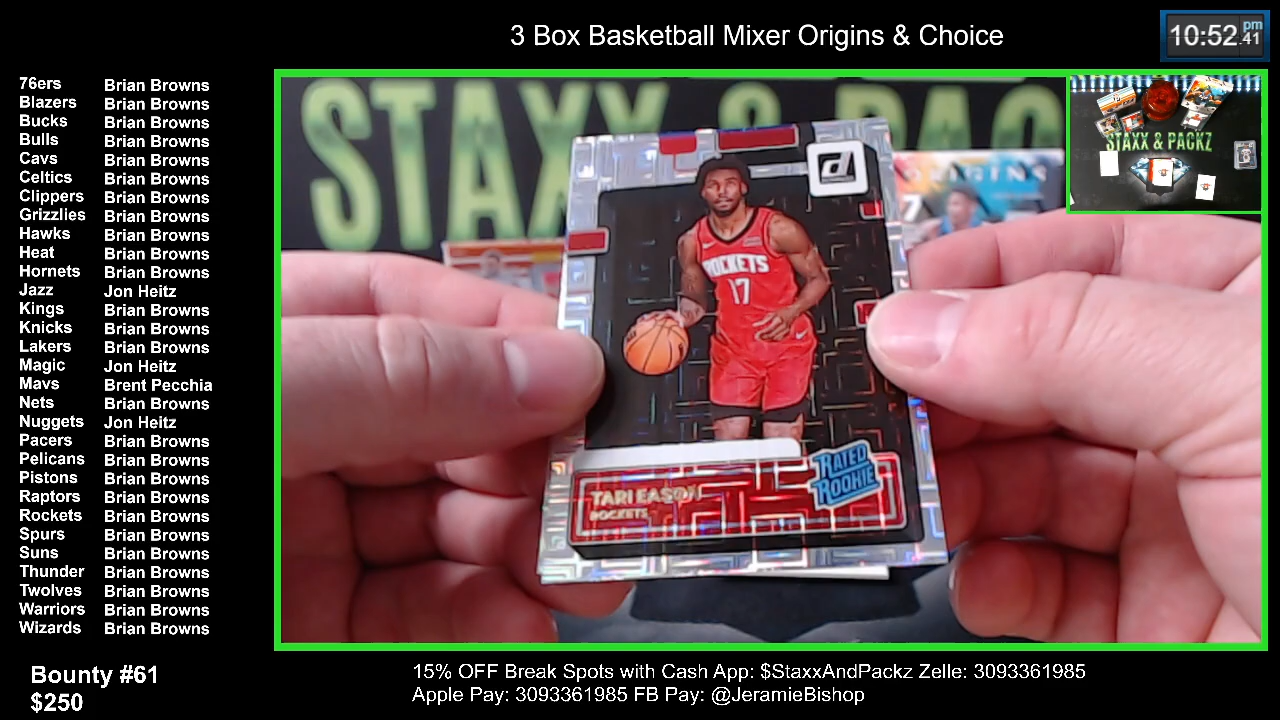 3 Box Basketball Mixer Origins & Choice
10:52 pm .41
76ers Brian Browns
Blazers Brian Browns
Bucks Brian Browns
Bulls Brian Browns
Cavs Brian Browns
Celtics Brian Browns
Clippers Brian Browns
Grizzlies Brian Browns
Hawks Brian Browns
Heat Brian Browns
Hornets Brian Browns
Jazz Jon Heitz
Kings Brian Browns
Knicks Brian Browns
Lakers Brian Browns
Magic Jon Heitz
Mavs Brent Pecchia
Nets Brian Browns
Nuggets Jon Heitz
Pacers Brian Browns
Pelicans Brian Browns
Pistons Brian Browns
Raptors Brian Browns
Rockets Brian Browns
Spurs Brian Browns
Suns Brian Browns
Thunder Brian Browns
Twolves Brian Browns
Warriors Brian Browns
Wizards Brian Browns
Bounty #61
$250
STAXX & PACKZ
STAXX & PAC
ORIGINS
d
ROCKETS
17
RATED
ROOKIE
TARI EASON
ROCKETS
15% OFF Break Spots with Cash App: $StaxxAndPackz Zelle: 3093361985
Apple Pay: 3093361985 FB Pay: @JeramieBishop